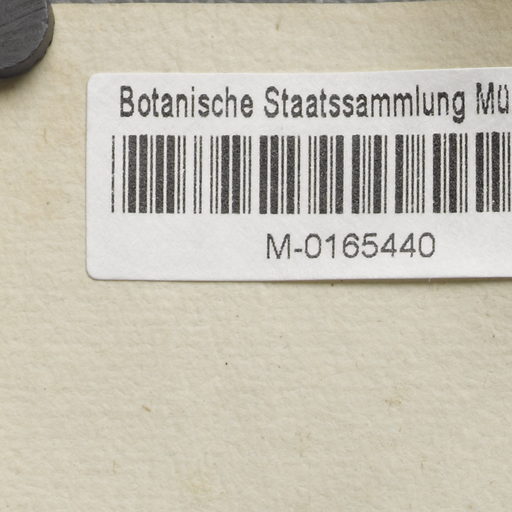 Botanische Staatssammlung Mü
M-0165440